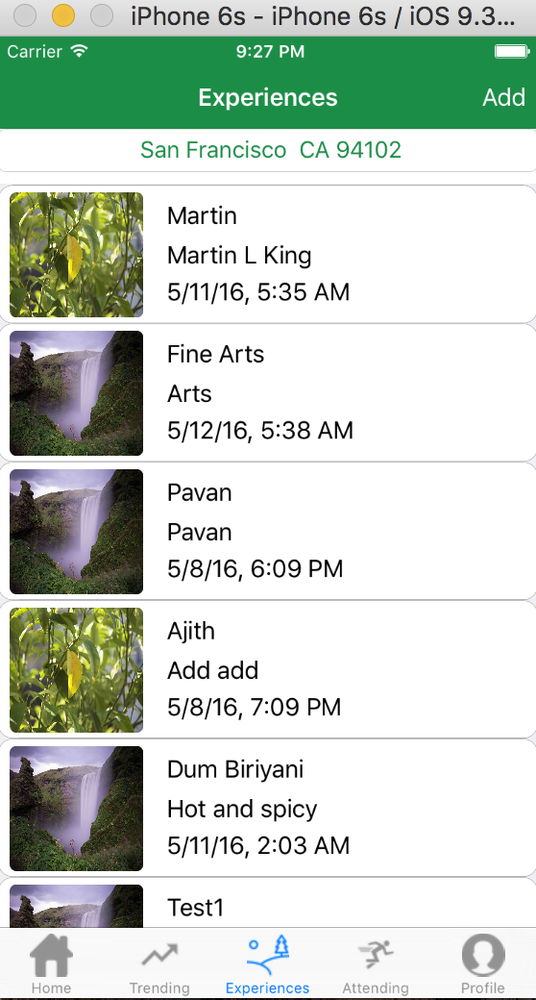 iPhone 6s - iPhone 6s / iOS 9.3...
Carrier 9:27 PM
Experiences Add
San Francisco CA 94102
Martin
Martin L King
5/11/16, 5:35 AM
Fine Arts
Arts
5/12/16, 5:38 AM
Pavan
Pavan
5/8/16, 6:09 PM
Ajith
Add add
5/8/16, 7:09 PM
Dum Biriyani
Hot and spicy
5/11/16, 2:03 AM
Test1
Home Trending Experiences Attending Profile